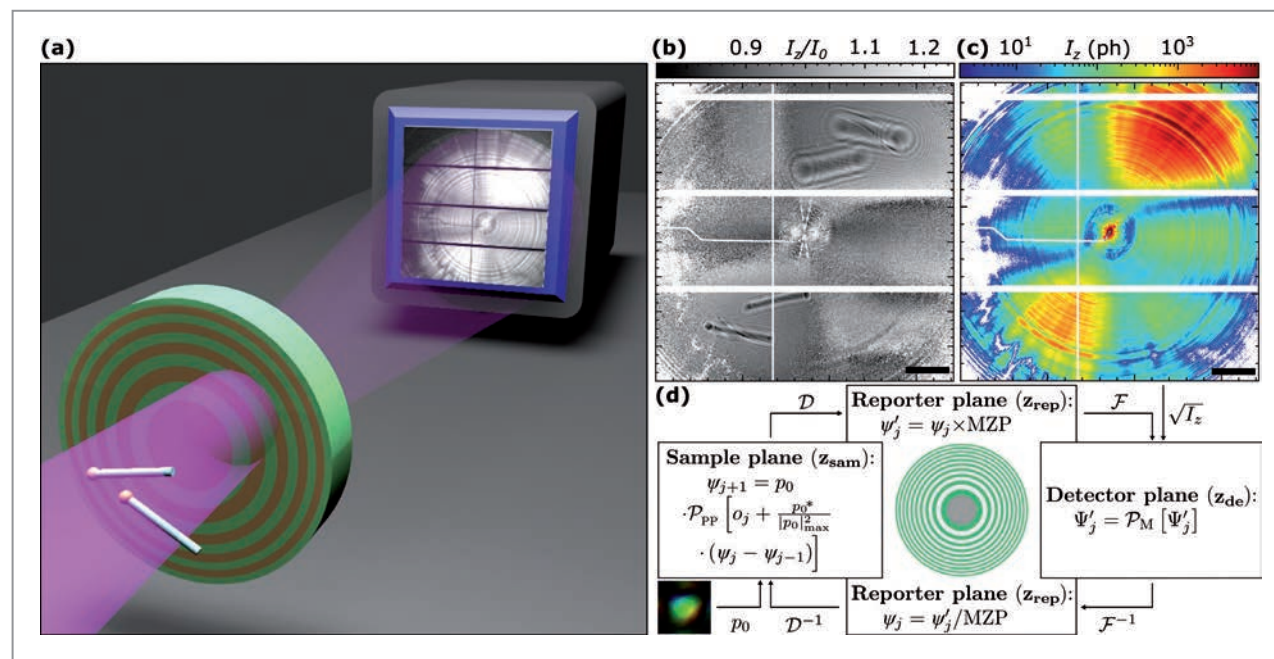 (a)
(b) 0.9 I_z/I_0 1.1 1.2
(c) 10^1 I_z (ph) 10^3
(d)
𝒟
Reporter plane (z_rep):
ψ′_j = ψ_j × MZP
ℱ
√I_z
Sample plane (z_sam):
ψ_{j+1} = p_0
· 𝒫_PP [ o_j + p_0* / |p_0|²_max
· (ψ_j − ψ_{j−1}) ]
Detector plane (z_de):
Ψ′_j = 𝒫_M [Ψ′_j]
p_0
𝒟^{−1}
Reporter plane (z_rep):
ψ_j = ψ′_j / MZP
ℱ^{−1}